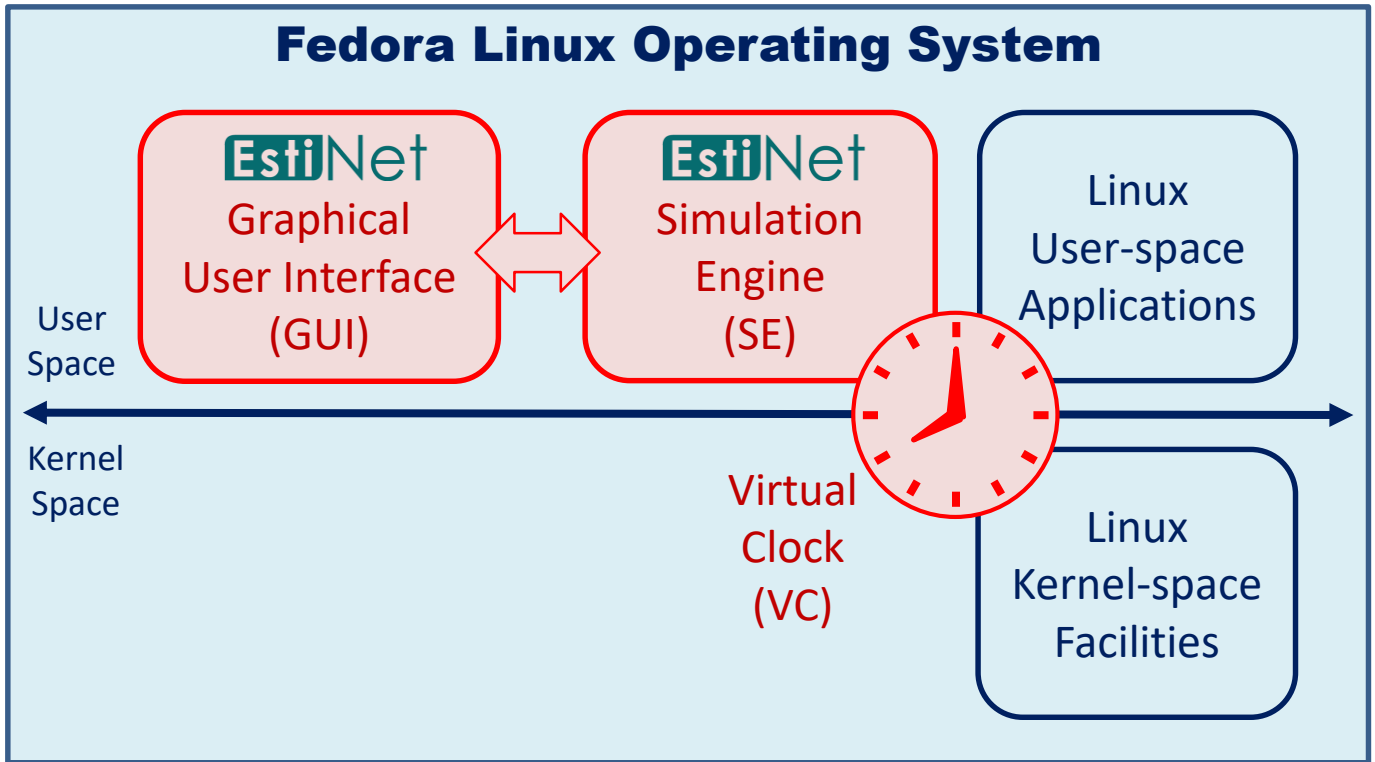 Fedora Linux Operating System
EstiNet
Graphical
User Interface
(GUI)
EstiNet
Simulation
Engine
(SE)
Linux
User-space
Applications
User
Space
Kernel
Space
Virtual
Clock
(VC)
Linux
Kernel-space
Facilities